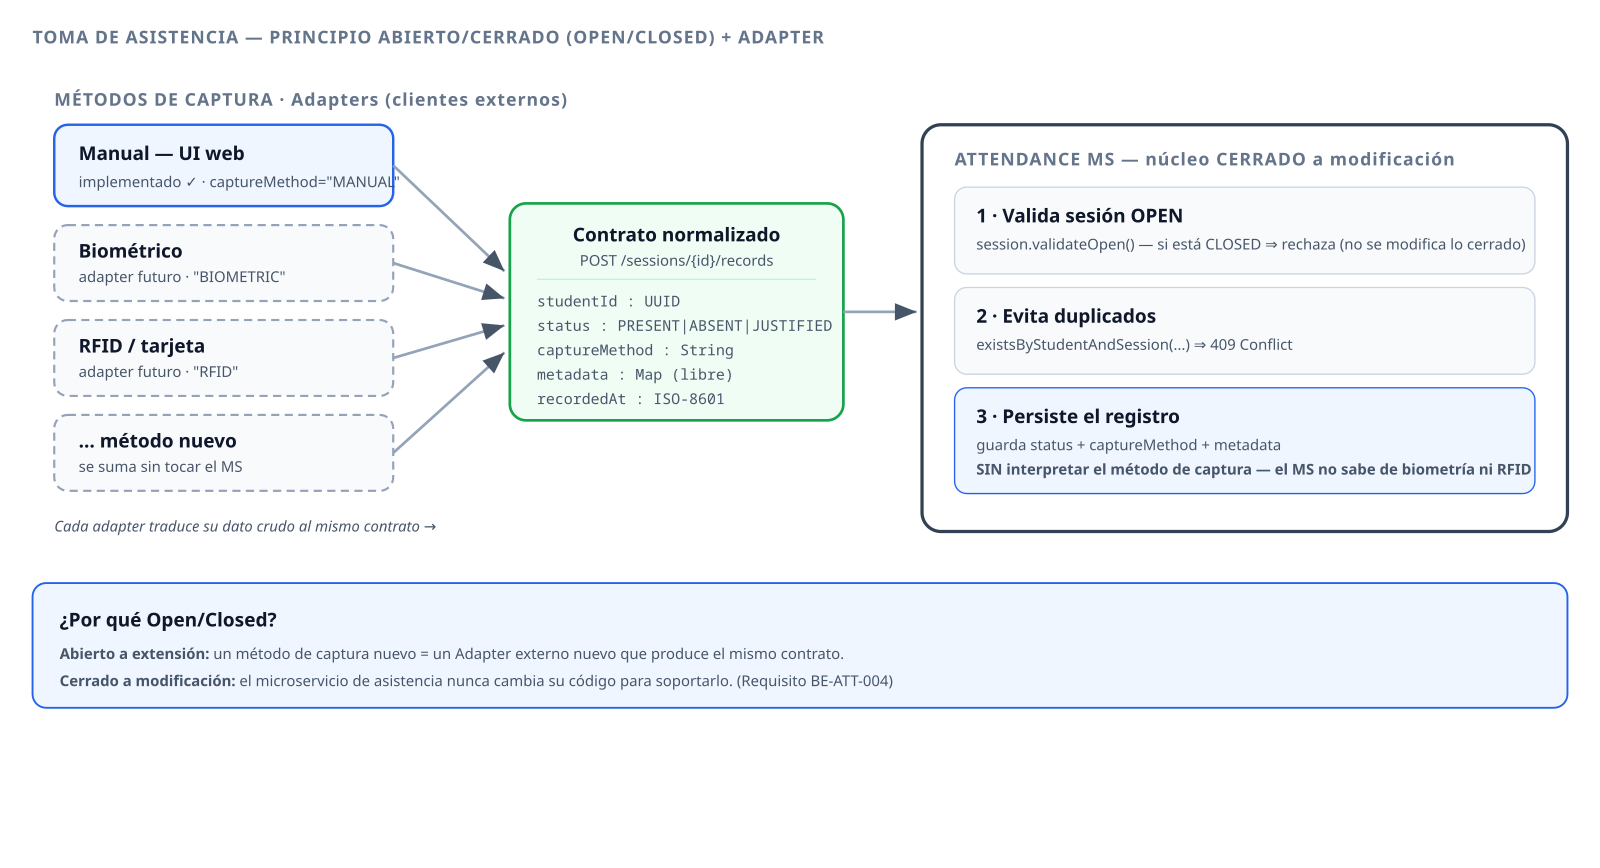 TOMA DE ASISTENCIA — PRINCIPIO ABIERTO/CERRADO (OPEN/CLOSED) + ADAPTER
MÉTODOS DE CAPTURA · Adapters (clientes externos)
Manual — UI web
implementado ✓ · captureMethod="MANUAL"
Biométrico
adapter futuro · "BIOMETRIC"
RFID / tarjeta
adapter futuro · "RFID"
... método nuevo
se suma sin tocar el MS
Cada adapter traduce su dato crudo al mismo contrato →
Contrato normalizado
POST /sessions/{id}/records
studentId : UUID
status : PRESENT|ABSENT|JUSTIFIED
captureMethod : String
metadata : Map (libre)
recordedAt : ISO-8601
ATTENDANCE MS — núcleo CERRADO a modificación
1 · Valida sesión OPEN
session.validateOpen() — si está CLOSED ⇒ rechaza (no se modifica lo cerrado)
2 · Evita duplicados
existsByStudentAndSession(...) ⇒ 409 Conflict
3 · Persiste el registro
guarda status + captureMethod + metadata
SIN interpretar el método de captura — el MS no sabe de biometría ni RFID
¿Por qué Open/Closed?
Abierto a extensión: un método de captura nuevo = un Adapter externo nuevo que produce el mismo contrato.
Cerrado a modificación: el microservicio de asistencia nunca cambia su código para soportarlo. (Requisito BE-ATT-004)